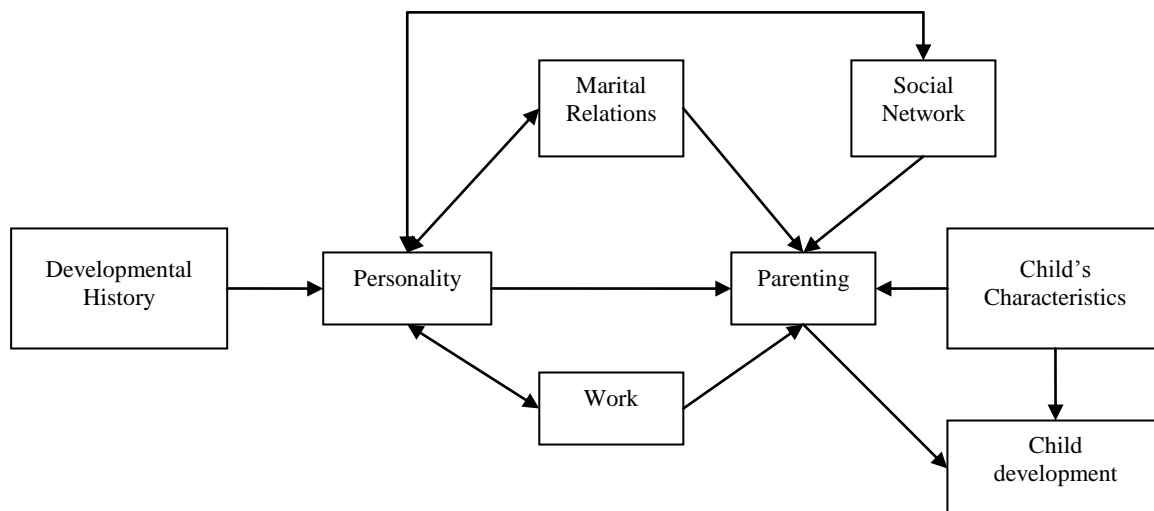 Marital
Relations
Social
Network
Developmental
History
Personality
Parenting
Child’s
Characteristics
Work
Child
development